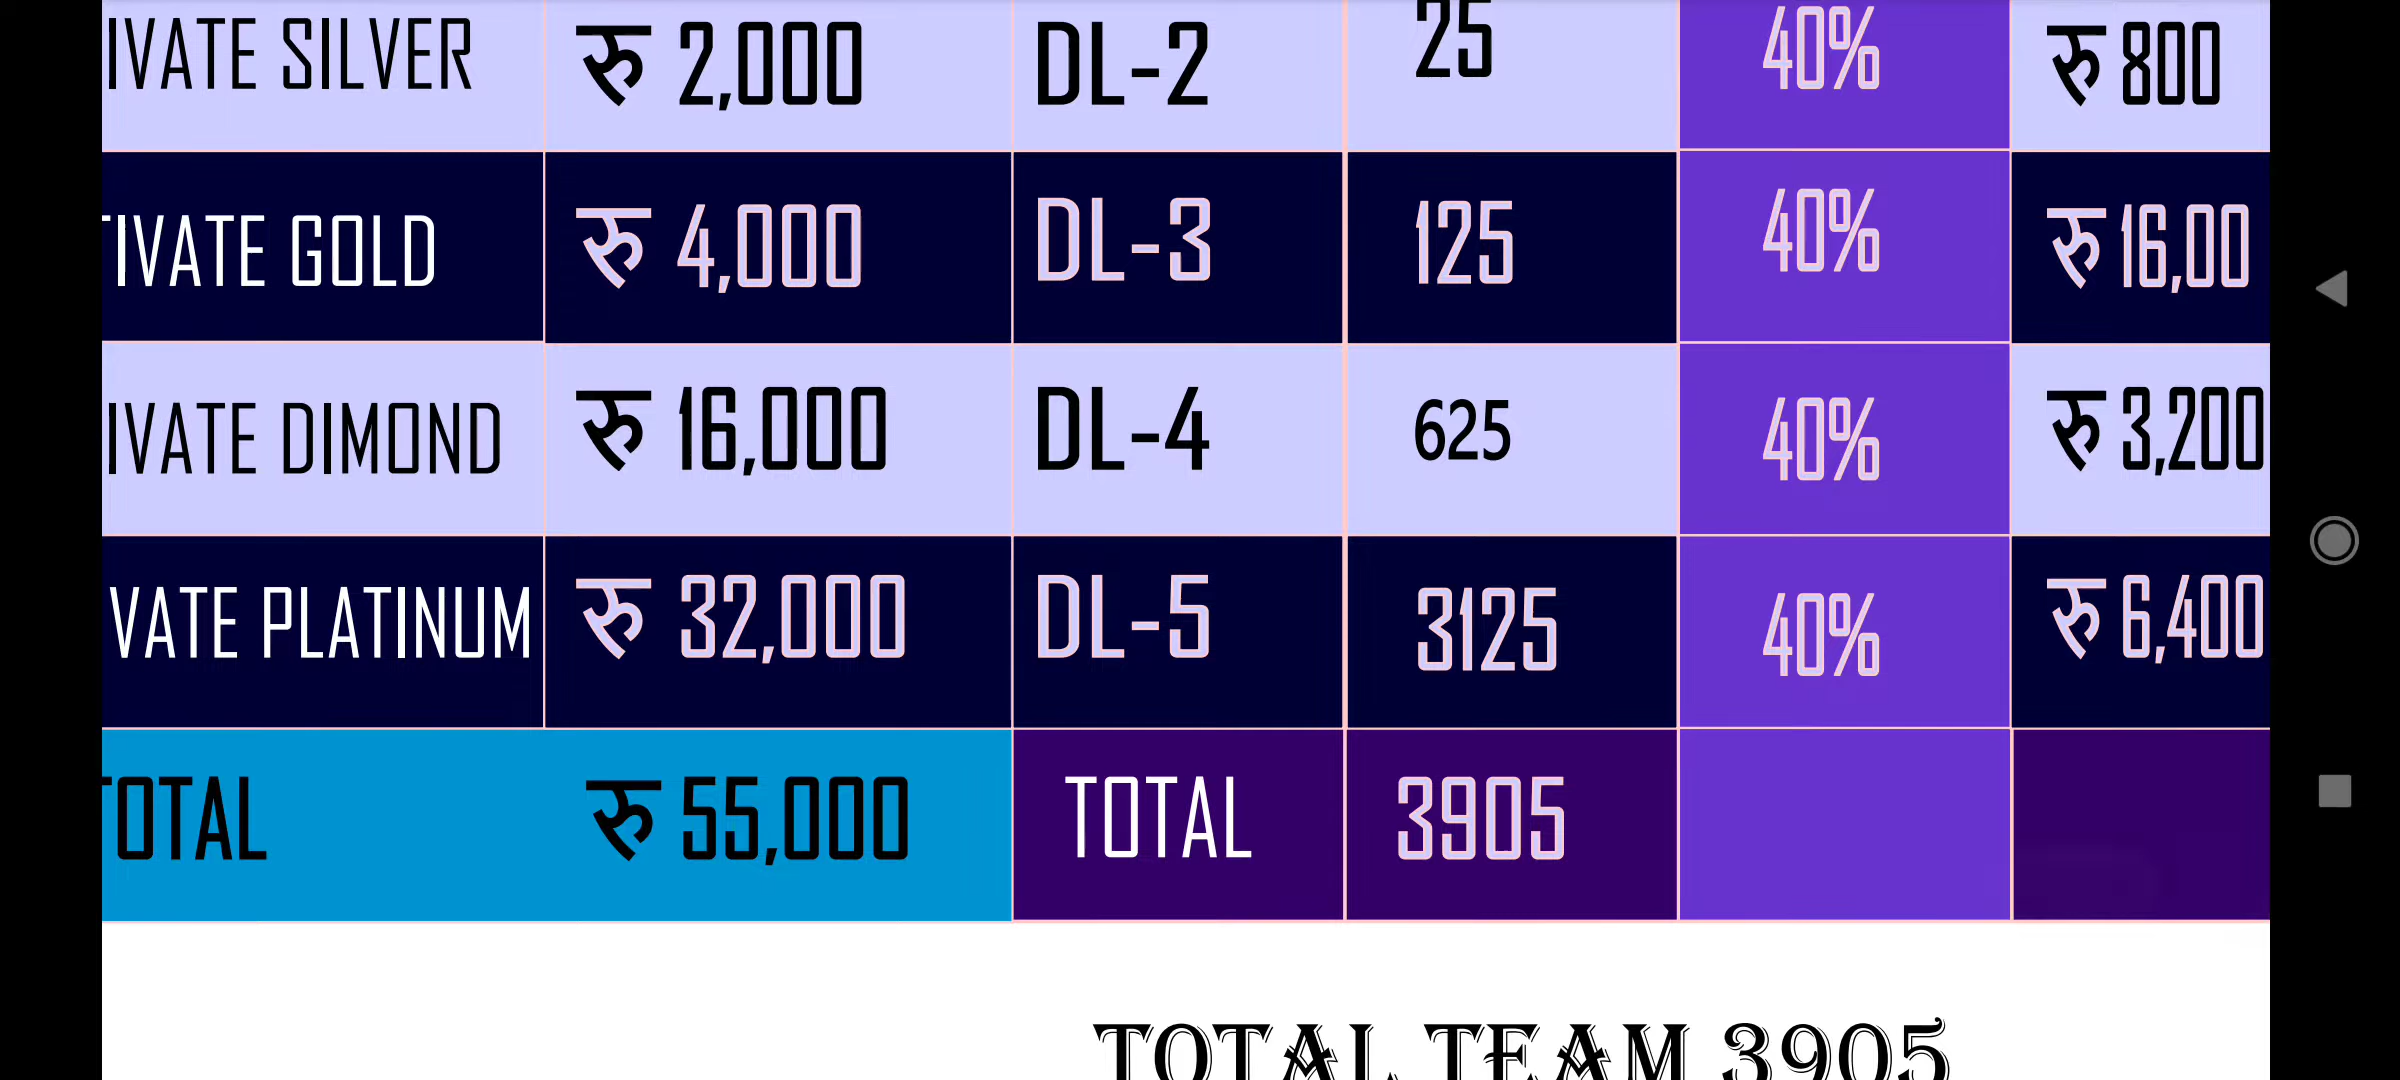 IVATE SILVER रु 2,000 DL-2 25 40% रु 800
TIVATE GOLD रु 4,000 DL-3 125 40% रु 16,00
IVATE DIMOND रु 16,000 DL-4 625 40% रु 3,200
VATE PLATINUM रु 32,000 DL-5 3125 40% रु 6,400
TOTAL रु 55,000 TOTAL 3905
TOTAL TEAM 3905